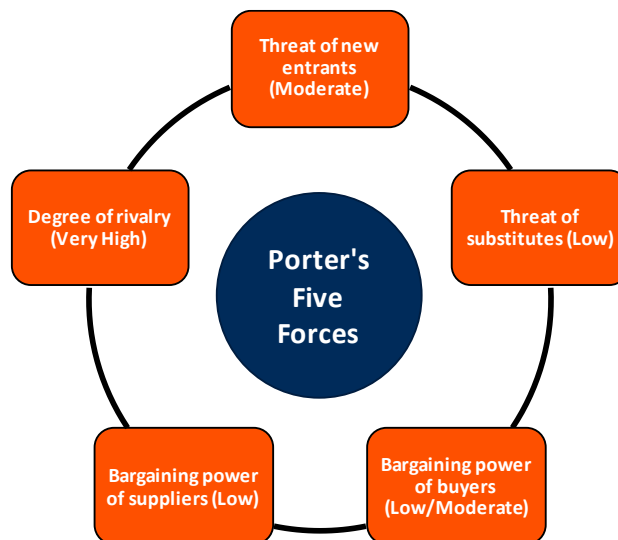 Threat of new
entrants
(Moderate)
Degree of rivalry
(Very High)
Threat of
substitutes (Low)
Porter's
Five
Forces
Bargaining power
of suppliers (Low)
Bargaining power
of buyers
(Low/Moderate)